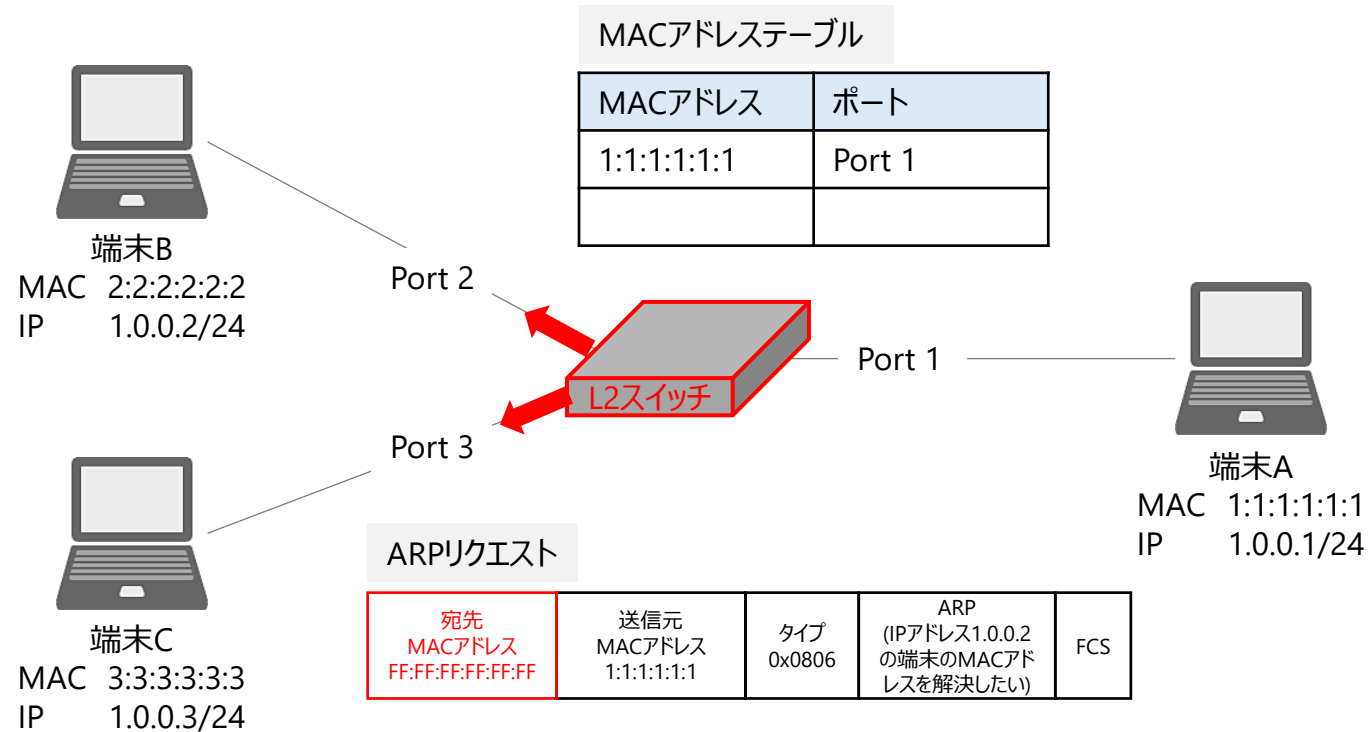 MACアドレステーブル
MACアドレス ポート
1:1:1:1:1:1 Port 1
端末B
MAC 2:2:2:2:2:2
IP 1.0.0.2/24
Port 2
L2スイッチ
Port 1
Port 3
端末A
MAC 1:1:1:1:1:1
IP 1.0.0.1/24
端末C
MAC 3:3:3:3:3:3
IP 1.0.0.3/24
ARPリクエスト
宛先
MACアドレス
FF:FF:FF:FF:FF:FF
送信元
MACアドレス
1:1:1:1:1:1
タイプ
0x0806
ARP
(IPアドレス1.0.0.2
の端末のMACアド
レスを解決したい)
FCS